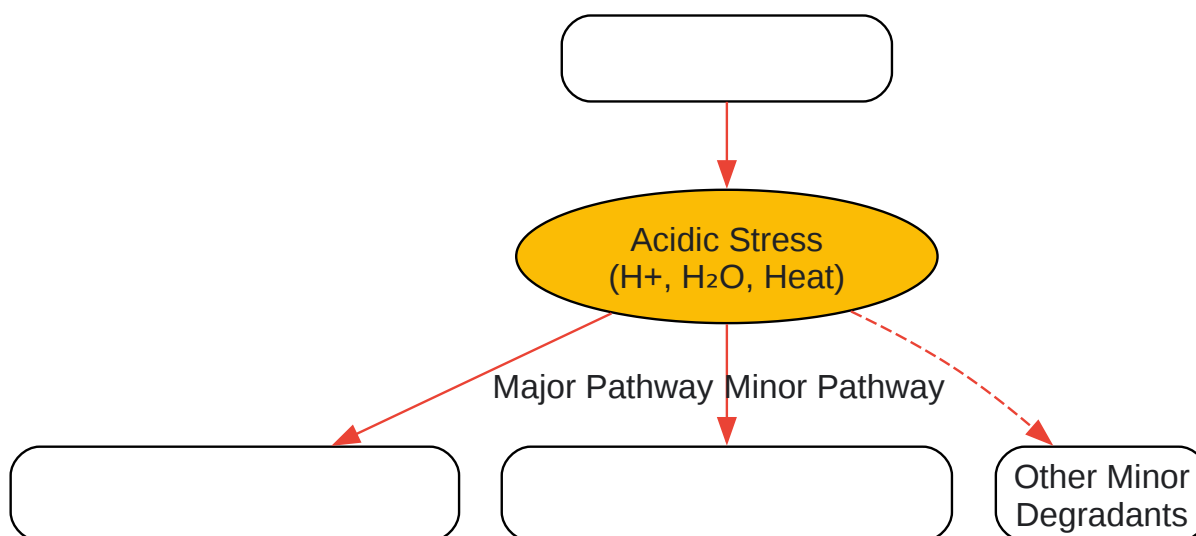 Acidic Stress
(H+, H₂O, Heat)
Major Pathway
Minor Pathway
Other Minor
Degradants